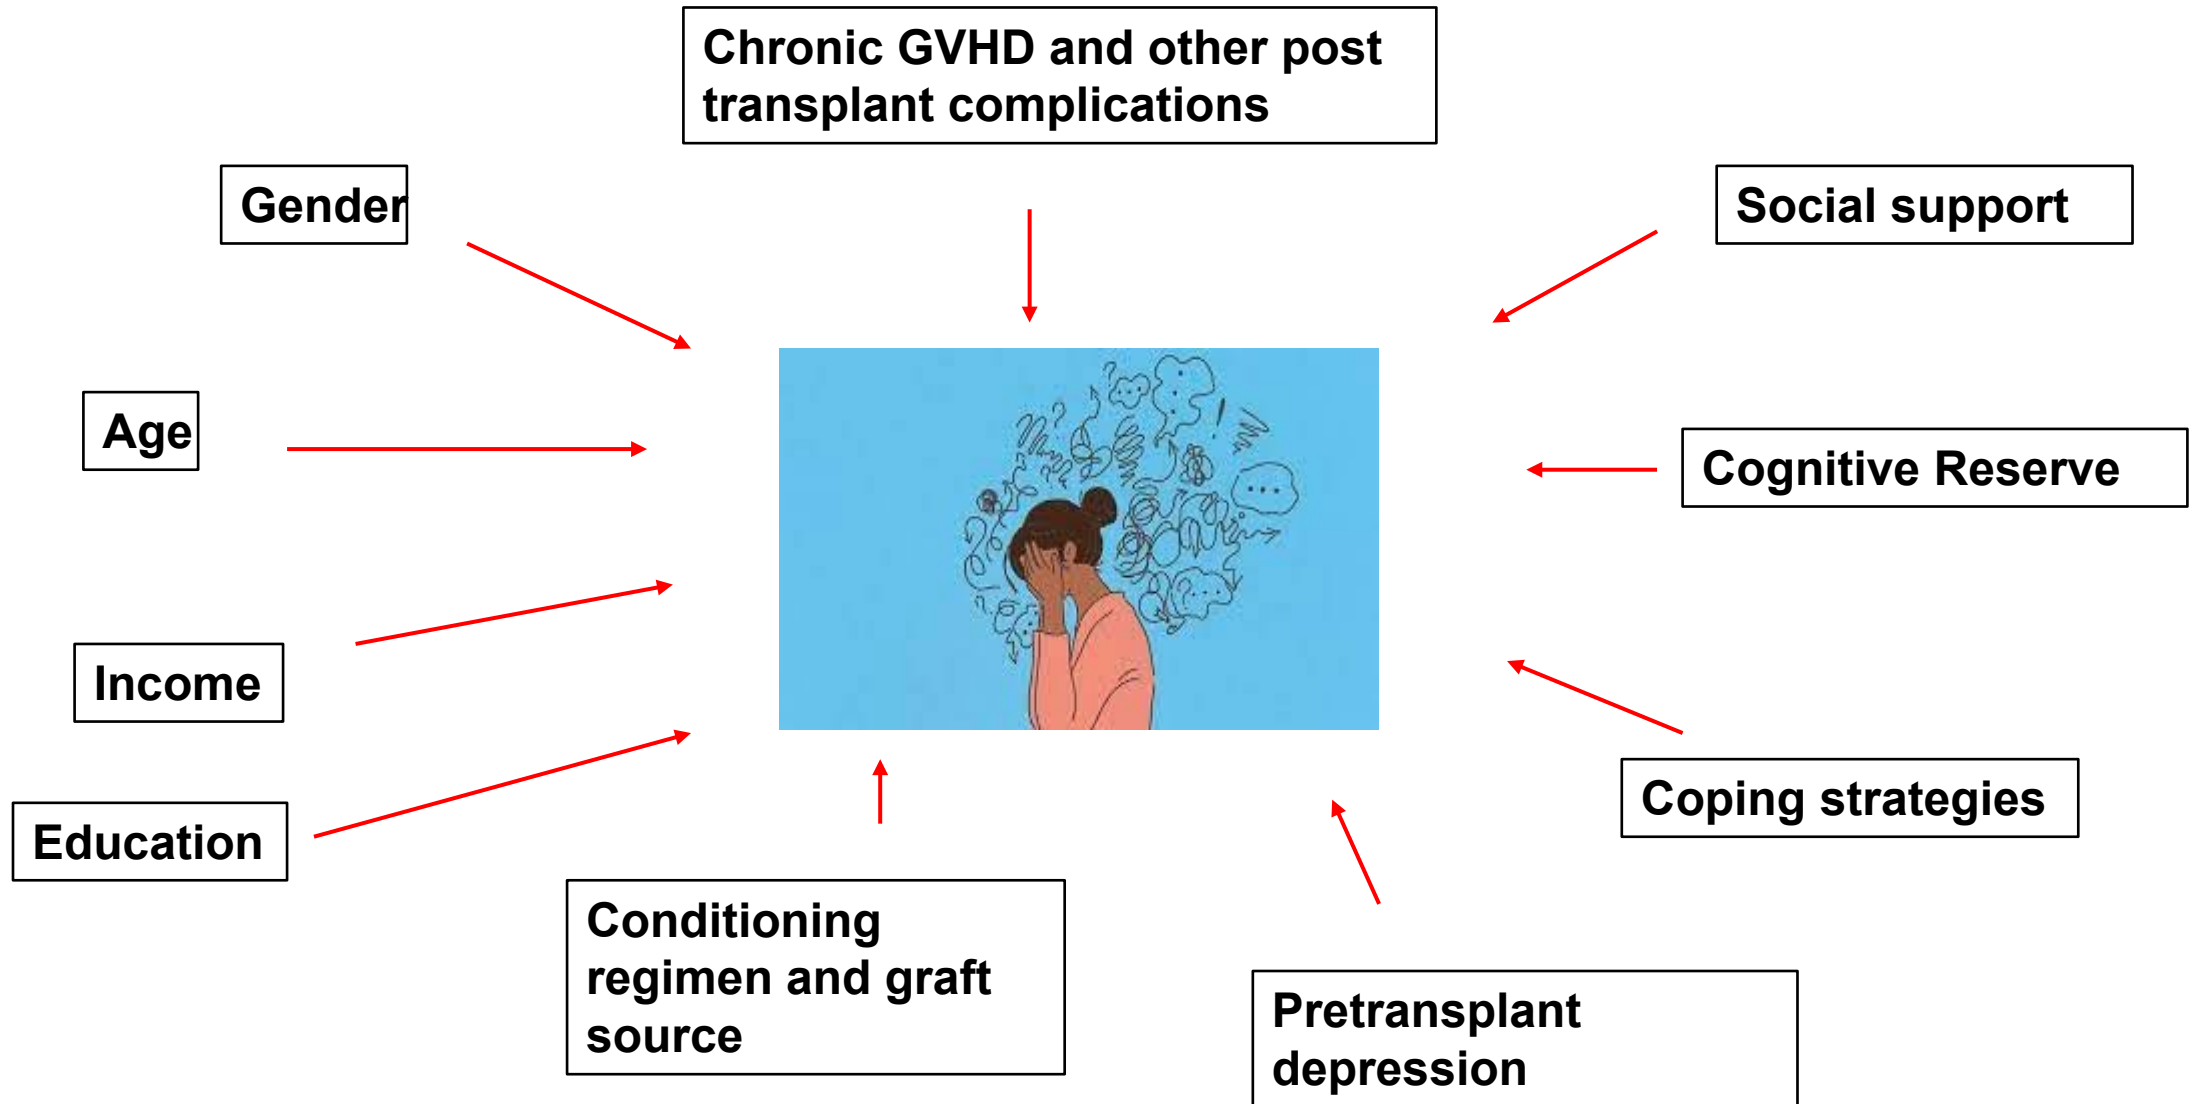 Chronic GVHD and other post
transplant complications
Gender
Social support
Age
Cognitive Reserve
Income
Coping strategies
Education
Conditioning
regimen and graft
source
Pretransplant
depression